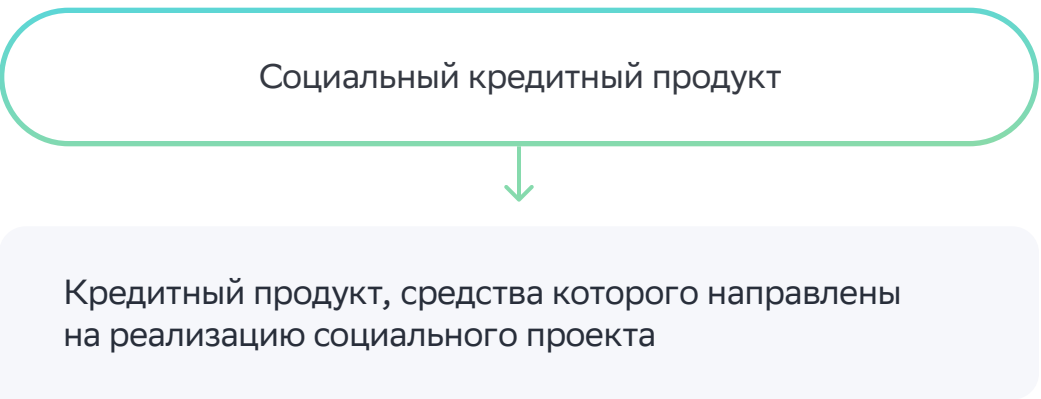 Социальный кредитный продукт
Кредитный продукт, средства которого направлены
на реализацию социального проекта